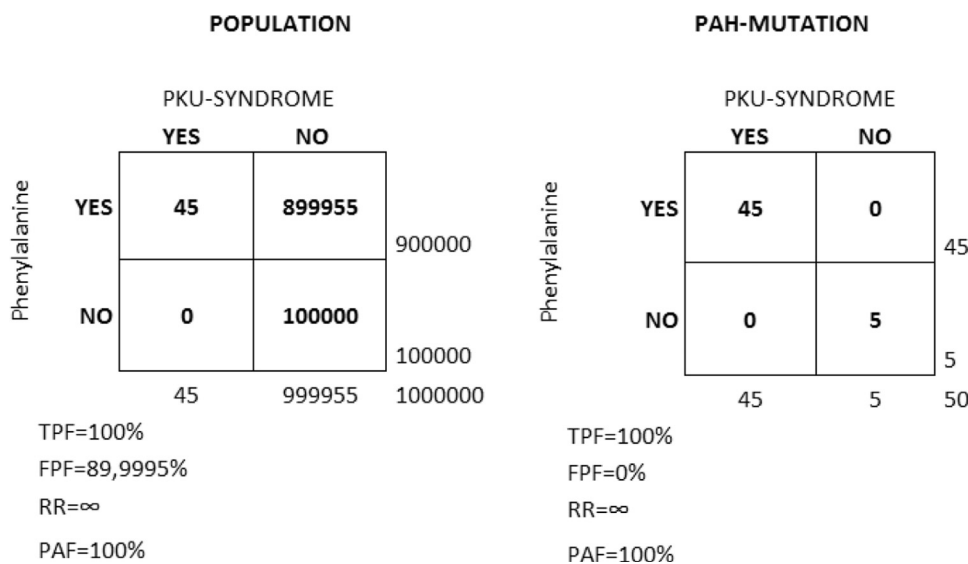 POPULATION
PKU-SYNDROME
YES NO
Phenylalanine
YES 45 899955
900000
NO 0 100000
100000
45 999955 1000000
TPF=100%
FPF=89,9995%
RR=∞
PAF=100%
PAH-MUTATION
PKU-SYNDROME
YES NO
Phenylalanine
YES 45 0
45
NO 0 5
5
45 5 50
TPF=100%
FPF=0%
RR=∞
PAF=100%